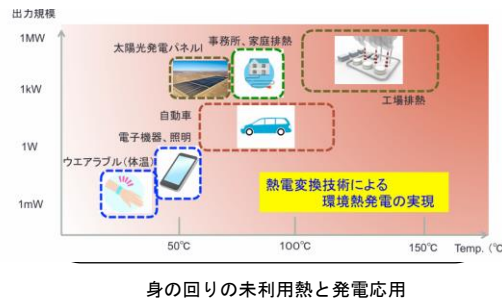 出力規模
1MW
太陽光発電パネルl
事務所、家庭排熱
1kW
工場排熱
自動車
電子機器、照明
1W
ウエアラブル(体温)
熱電変換技術による
環境熱発電の実現
1mW
50℃
100℃
150℃
Temp. (℃
身の回りの未利用熱と発電応用